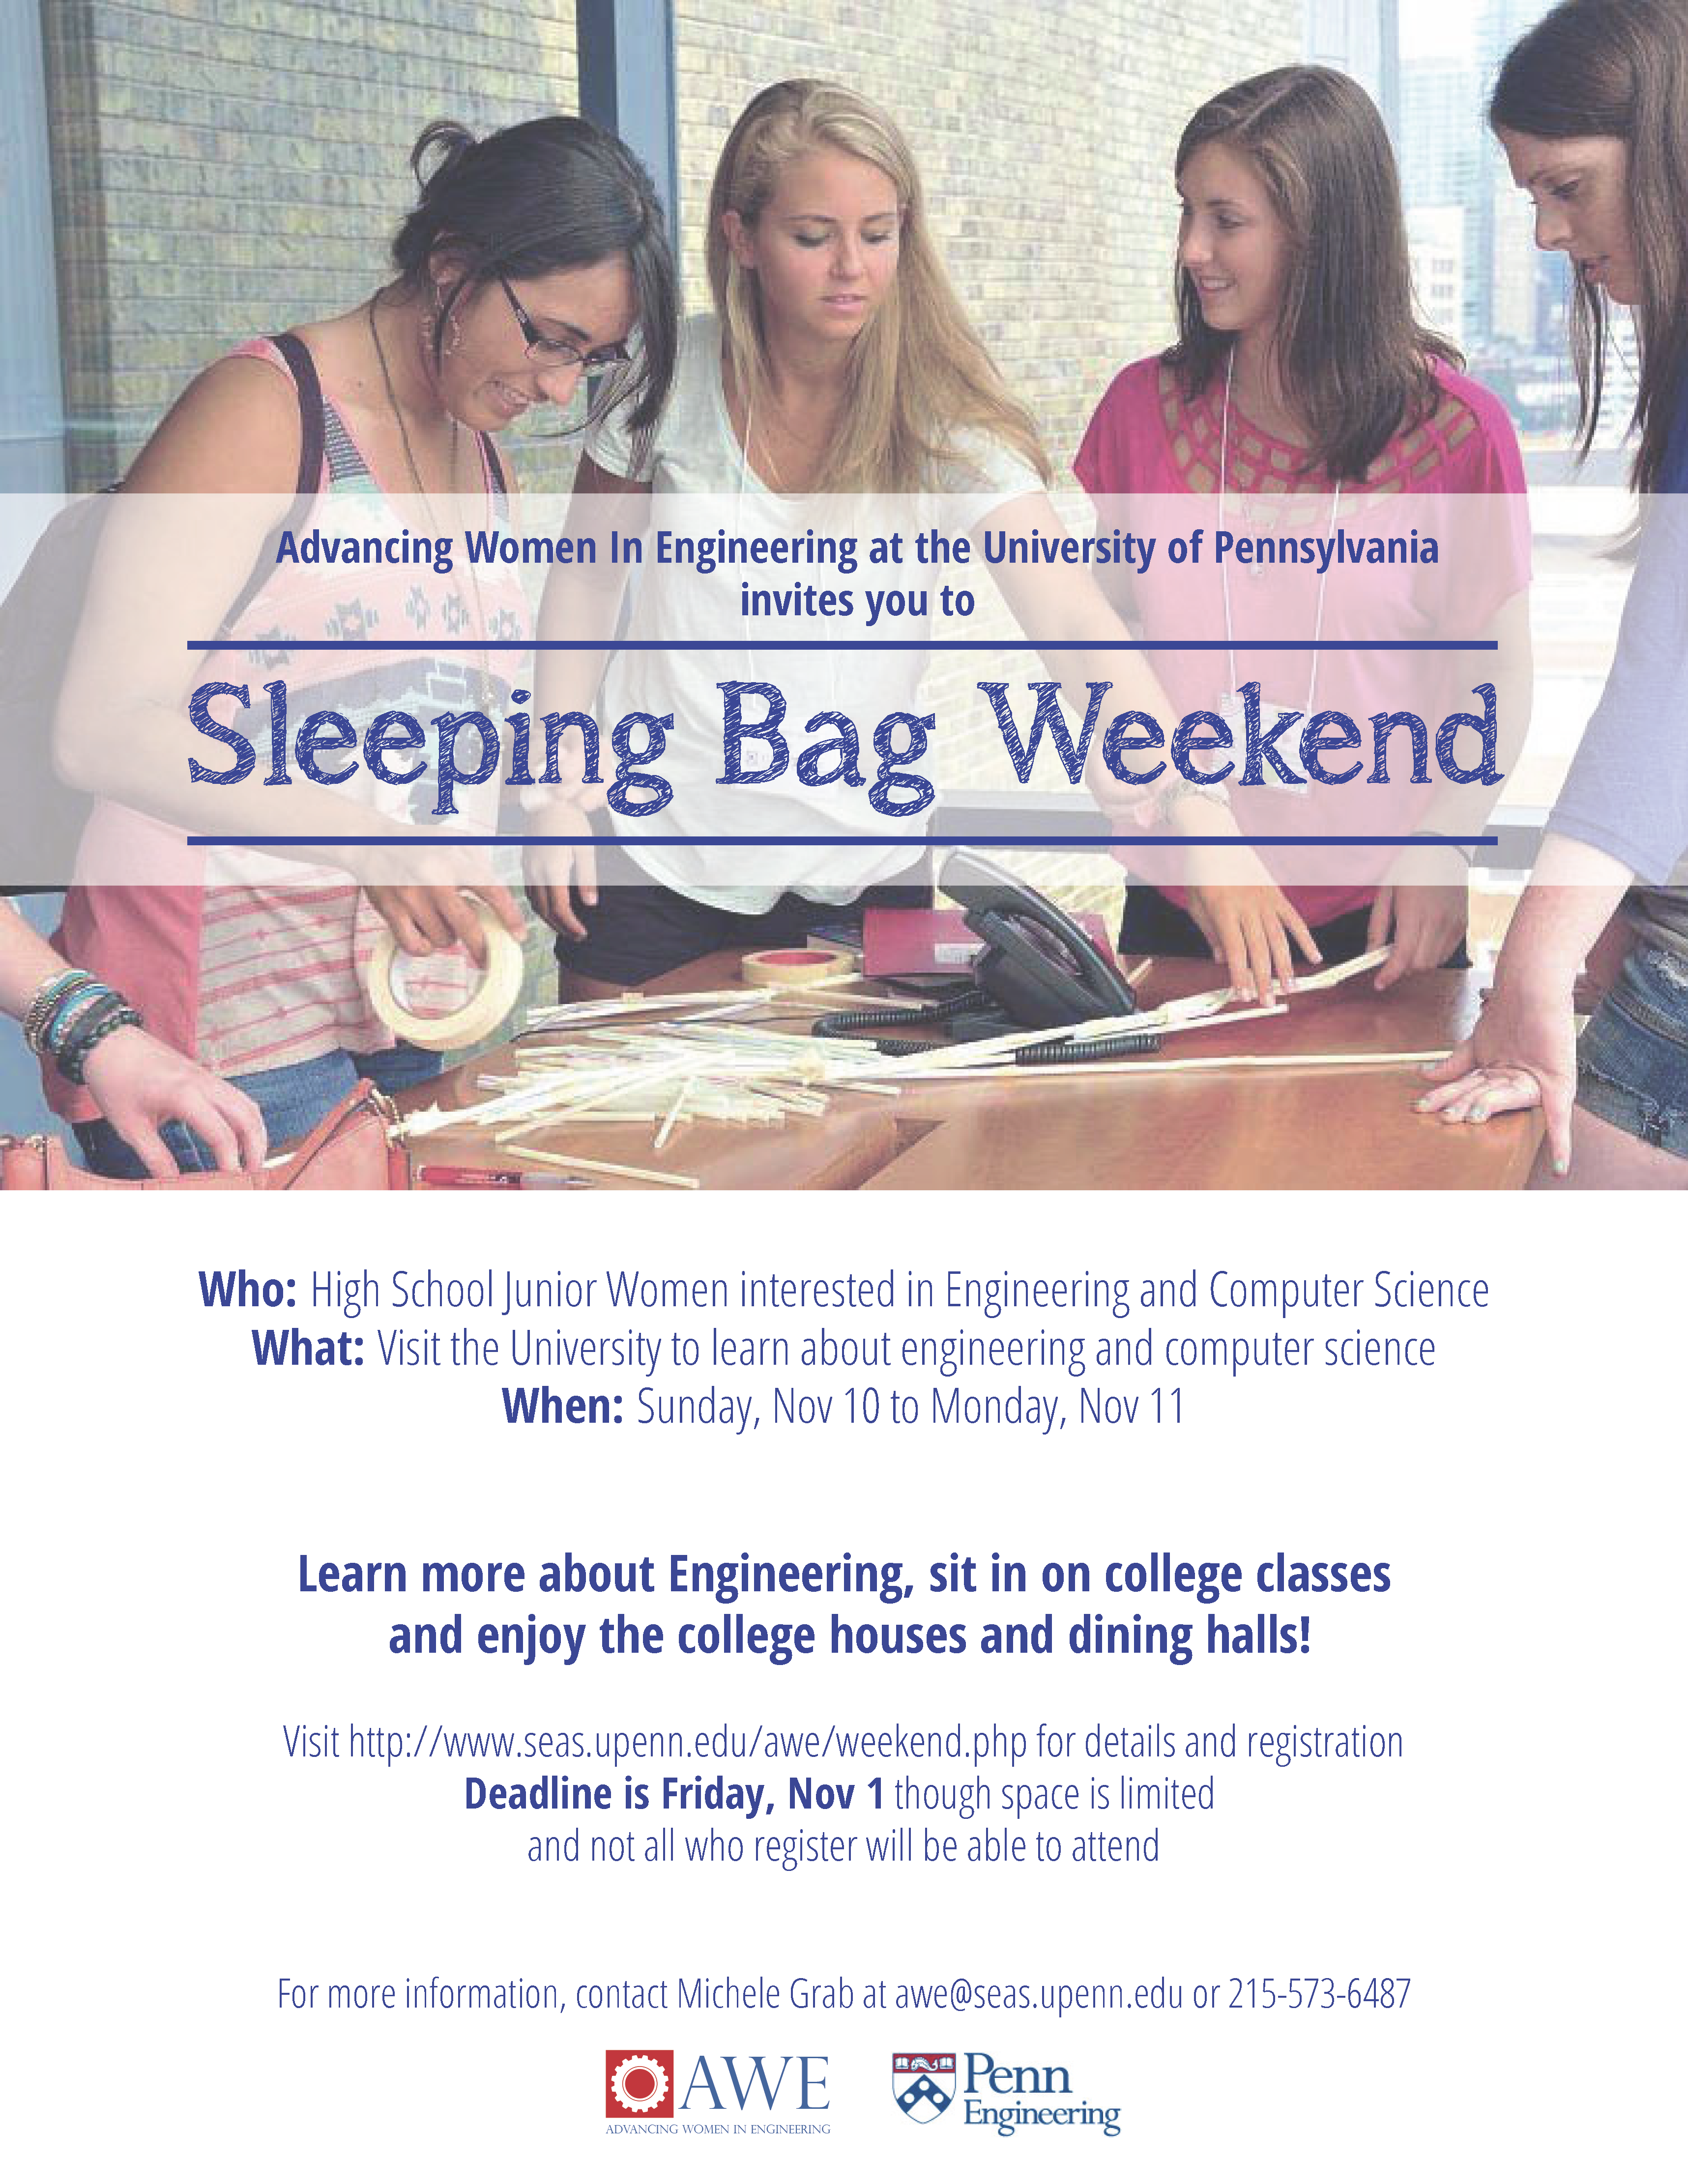 Advancing Women In Engineering at the University of Pennsylvania
invites you to
Sleeping Bag Weekend
Who: High School Junior Women interested in Engineering and Computer Science
What: Visit the University to learn about engineering and computer science
When: Sunday, Nov 10 to Monday, Nov 11
Learn more about Engineering, sit in on college classes
and enjoy the college houses and dining halls!
Visit http://www.seas.upenn.edu/awe/weekend.php for details and registration
Deadline is Friday, Nov 1 though space is limited
and not all who register will be able to attend
For more information, contact Michele Grab at awe@seas.upenn.edu or 215-573-6487
AWE
ADVANCING WOMEN IN ENGINEERING
Penn
Engineering